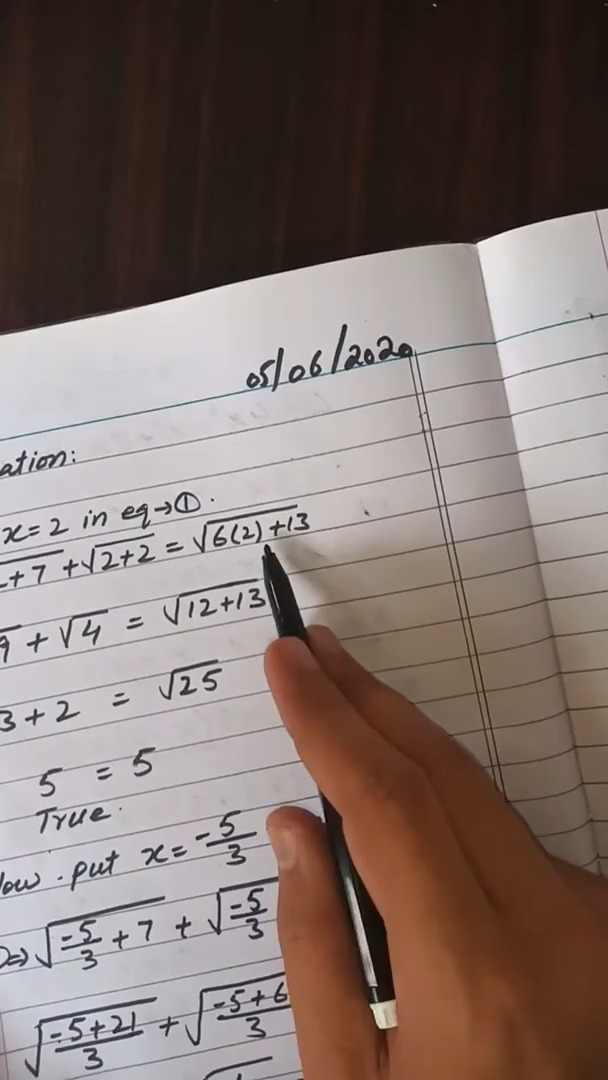 05/06/2020
ation:
x=2 in eq→①.
+7 + √2+2 = √6(2)+13
√9 + √4 = √12+13
3+2 = √25
5 = 5
True.
low. put x = -5/3
⇒ √(-5/3 + 7) + √(-5/3
√(-5+21/3) + √(-5+6/3